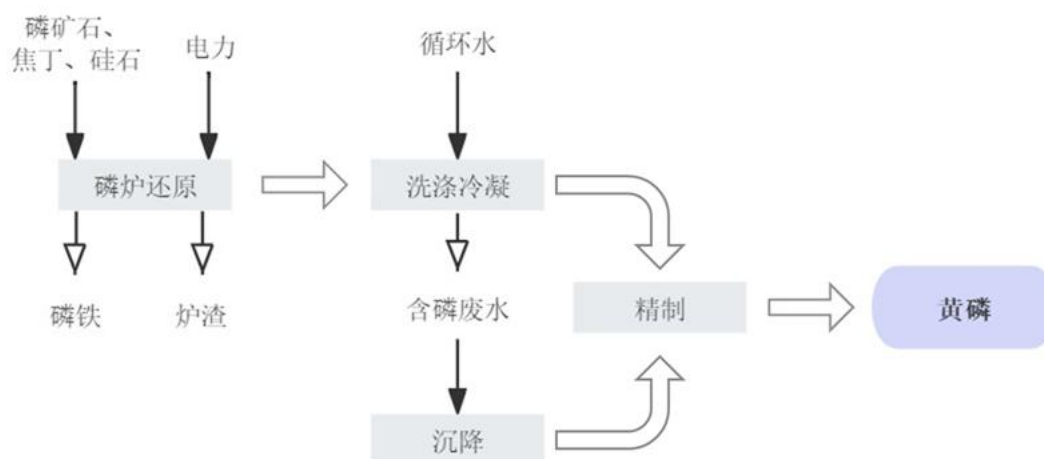 磷矿石、
焦丁、硅石
电力
循环水
磷炉还原
洗涤冷凝
磷铁
炉渣
含磷废水
精制
黄磷
沉降